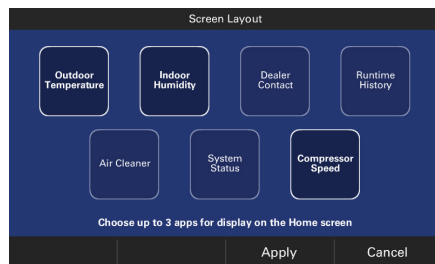 Screen Layout
Outdoor
Temperature
Indoor
Humidity
Dealer
Contact
Runtime
History
Air Cleaner
System
Status
Compressor
Speed
Choose up to 3 apps for display on the Home screen
Apply
Cancel